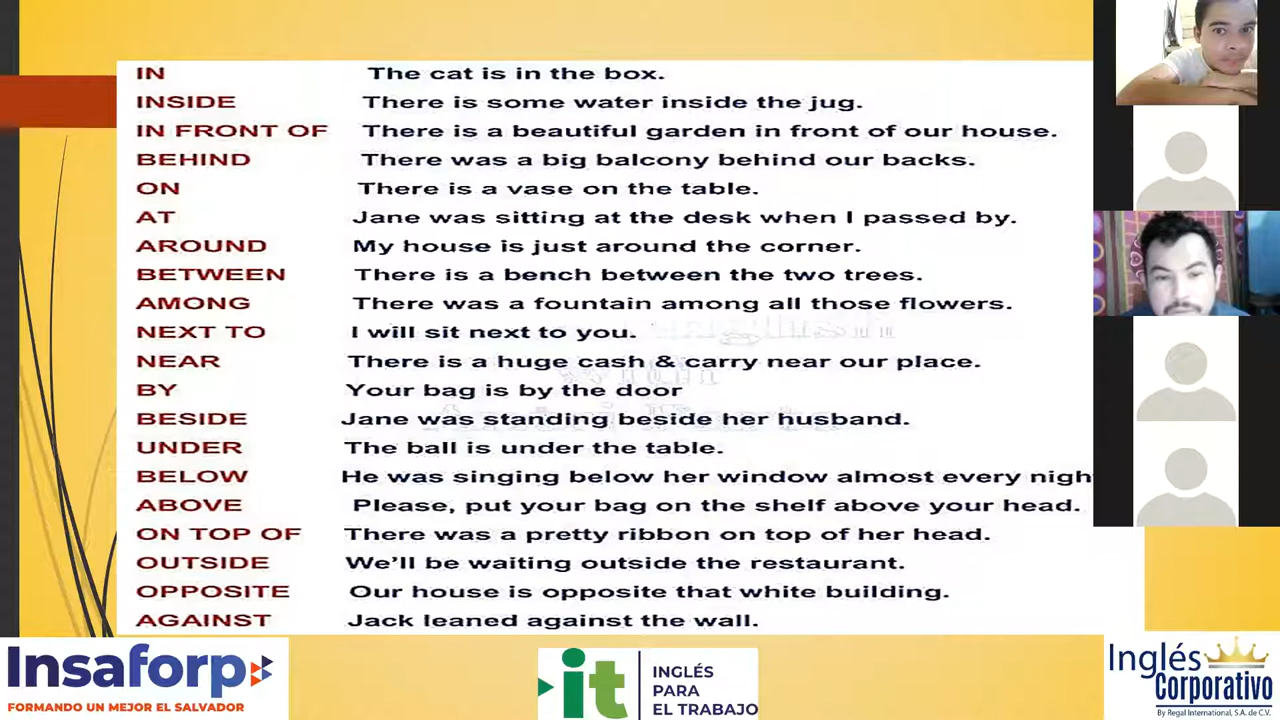 IN The cat is in the box.
INSIDE There is some water inside the jug.
IN FRONT OF There is a beautiful garden in front of our house.
BEHIND There was a big balcony behind our backs.
ON There is a vase on the table.
AT Jane was sitting at the desk when I passed by.
AROUND My house is just around the corner.
BETWEEN There is a bench between the two trees.
AMONG There was a fountain among all those flowers.
NEXT TO I will sit next to you.
NEAR There is a huge cash & carry near our place.
BY Your bag is by the door
BESIDE Jane was standing beside her husband.
UNDER The ball is under the table.
BELOW He was singing below her window almost every nigh
ABOVE Please, put your bag on the shelf above your head.
ON TOP OF There was a pretty ribbon on top of her head.
OUTSIDE We'll be waiting outside the restaurant.
OPPOSITE Our house is opposite that white building.
AGAINST Jack leaned against the wall.
Insaforp
FORMANDO UN MEJOR EL SALVADOR
it INGLÉS
PARA
EL TRABAJO
Inglés
Corporativo
By Regal International, S.A. de C.V.